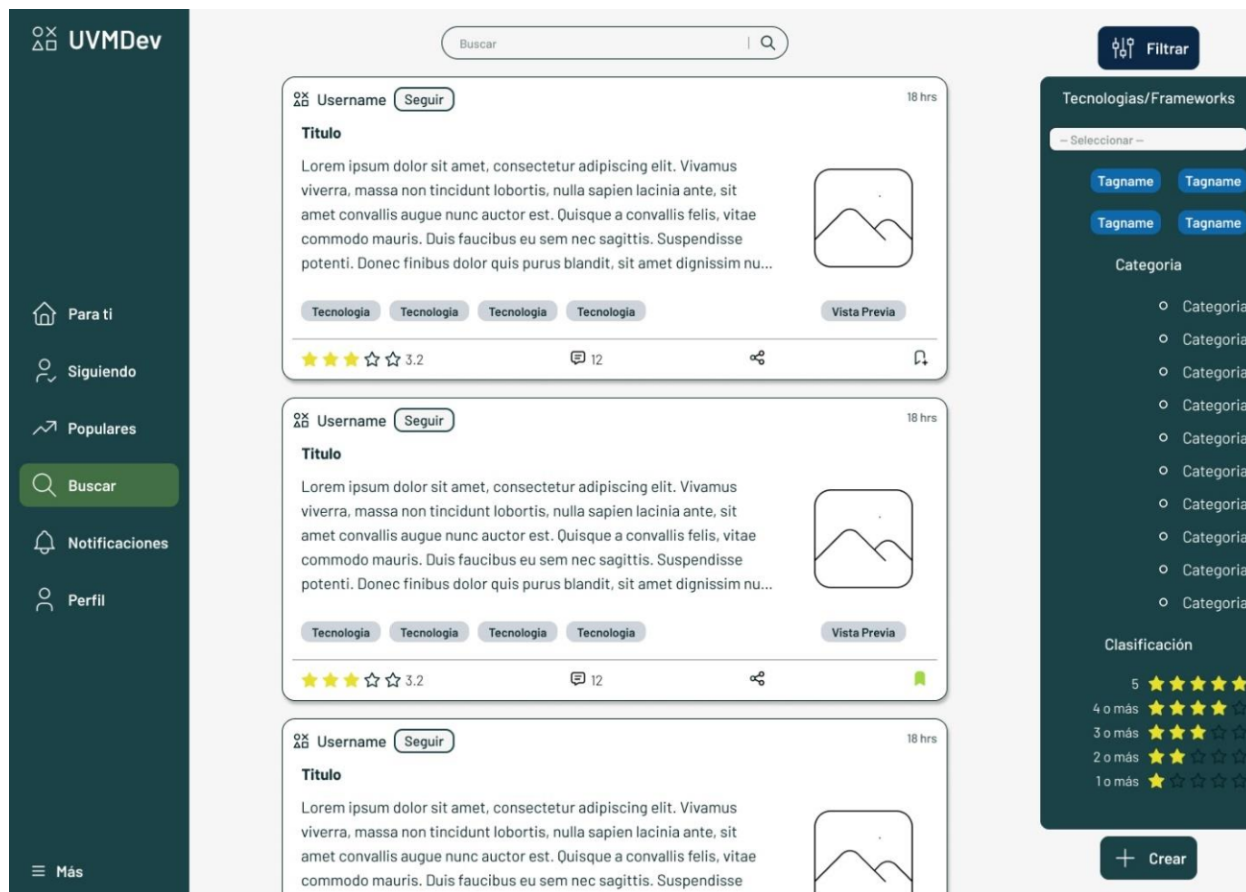 UVMDev
Para ti
Siguiendo
Populares
Buscar
Notificaciones
Perfil
Más
Buscar
Username Seguir 18 hrs
Titulo
Lorem ipsum dolor sit amet, consectetur adipiscing elit. Vivamus
viverra, massa non tincidunt lobortis, nulla sapien lacinia ante, sit
amet convallis augue nunc auctor est. Quisque a convallis felis, vitae
commodo mauris. Duis faucibus eu sem nec sagittis. Suspendisse
potenti. Donec finibus dolor quis purus blandit, sit amet dignissim nu...
Tecnologia Tecnologia Tecnologia Tecnologia Vista Previa
3.2 12
Username Seguir 18 hrs
Titulo
Lorem ipsum dolor sit amet, consectetur adipiscing elit. Vivamus
viverra, massa non tincidunt lobortis, nulla sapien lacinia ante, sit
amet convallis augue nunc auctor est. Quisque a convallis felis, vitae
commodo mauris. Duis faucibus eu sem nec sagittis. Suspendisse
potenti. Donec finibus dolor quis purus blandit, sit amet dignissim nu...
Tecnologia Tecnologia Tecnologia Tecnologia Vista Previa
3.2 12
Username Seguir 18 hrs
Titulo
Lorem ipsum dolor sit amet, consectetur adipiscing elit. Vivamus
viverra, massa non tincidunt lobortis, nulla sapien lacinia ante, sit
amet convallis augue nunc auctor est. Quisque a convallis felis, vitae
commodo mauris. Duis faucibus eu sem nec sagittis. Suspendisse
Filtrar
Tecnologias/Frameworks
-- Seleccionar --
Tagname Tagname
Tagname Tagname
Categoria
Categoria
Categoria
Categoria
Categoria
Categoria
Categoria
Categoria
Categoria
Categoria
Categoria
Clasificación
5
4 o más
3 o más
2 o más
1 o más
Crear